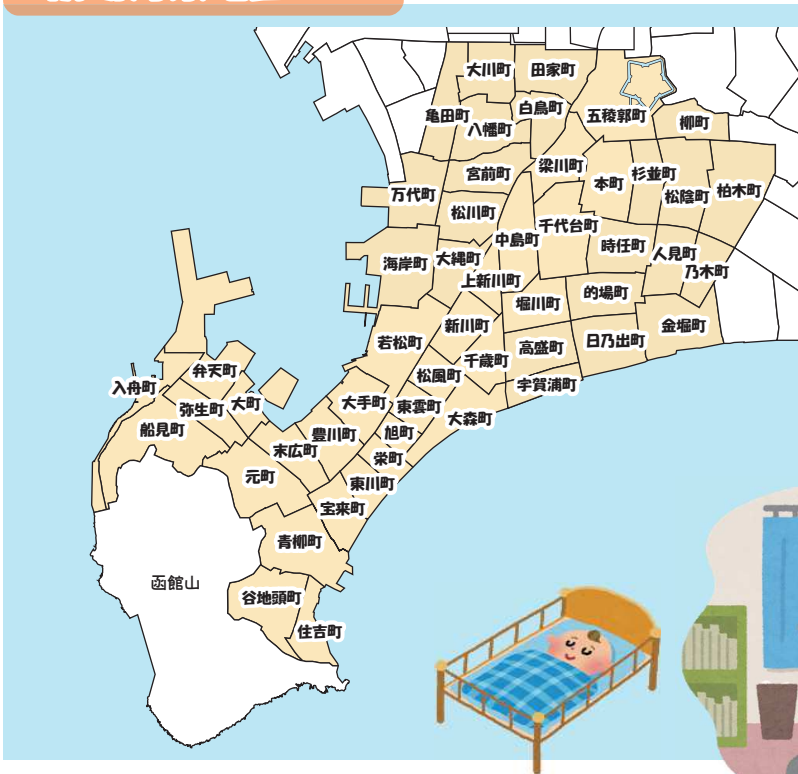 大川町
田家町
亀田町
八幡町
白鳥町
五稜郭町
柳町
万代町
宮前町
梁川町
本町
杉並町
松陰町
柏木町
松川町
千代台町
中島町
時任町
人見町
乃木町
海岸町
大縄町
上新川町
堀川町
的場町
金堀町
新川町
若松町
高盛町
日乃出町
千歳町
松風町
宇賀浦町
入舟町
弁天町
弥生町
大町
船見町
大手町
東雲町
大森町
豊川町
旭町
末広町
栄町
元町
東川町
宝来町
青柳町
函館山
谷地頭町
住吉町